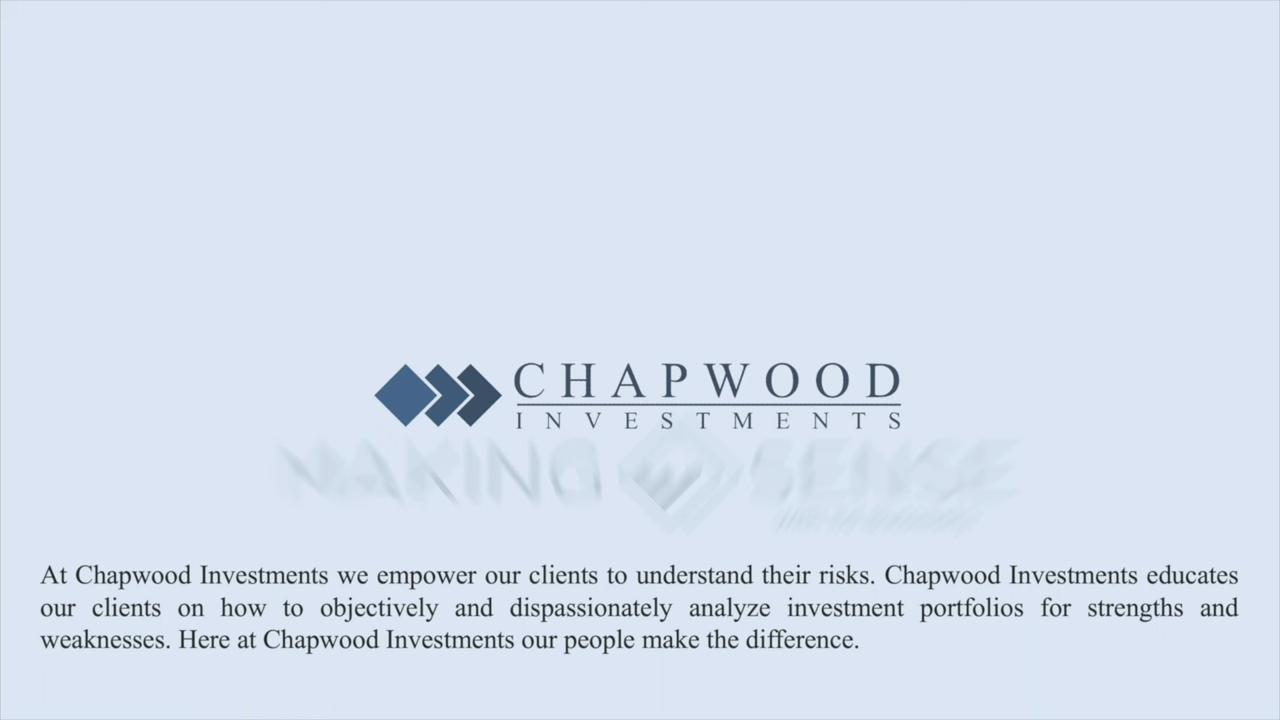 CHAPWOOD
INVESTMENTS
MAKING SENSE
At Chapwood Investments we empower our clients to understand their risks. Chapwood Investments educates
our clients on how to objectively and dispassionately analyze investment portfolios for strengths and
weaknesses. Here at Chapwood Investments our people make the difference.